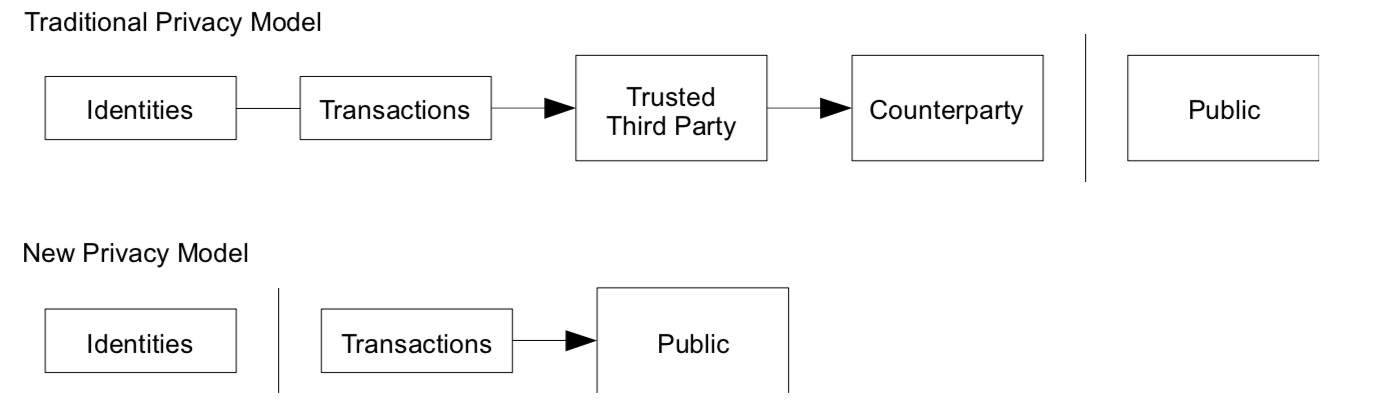 Traditional Privacy Model
Identities
Transactions
Trusted
Third Party
Counterparty
Public
New Privacy Model
Identities
Transactions
Public